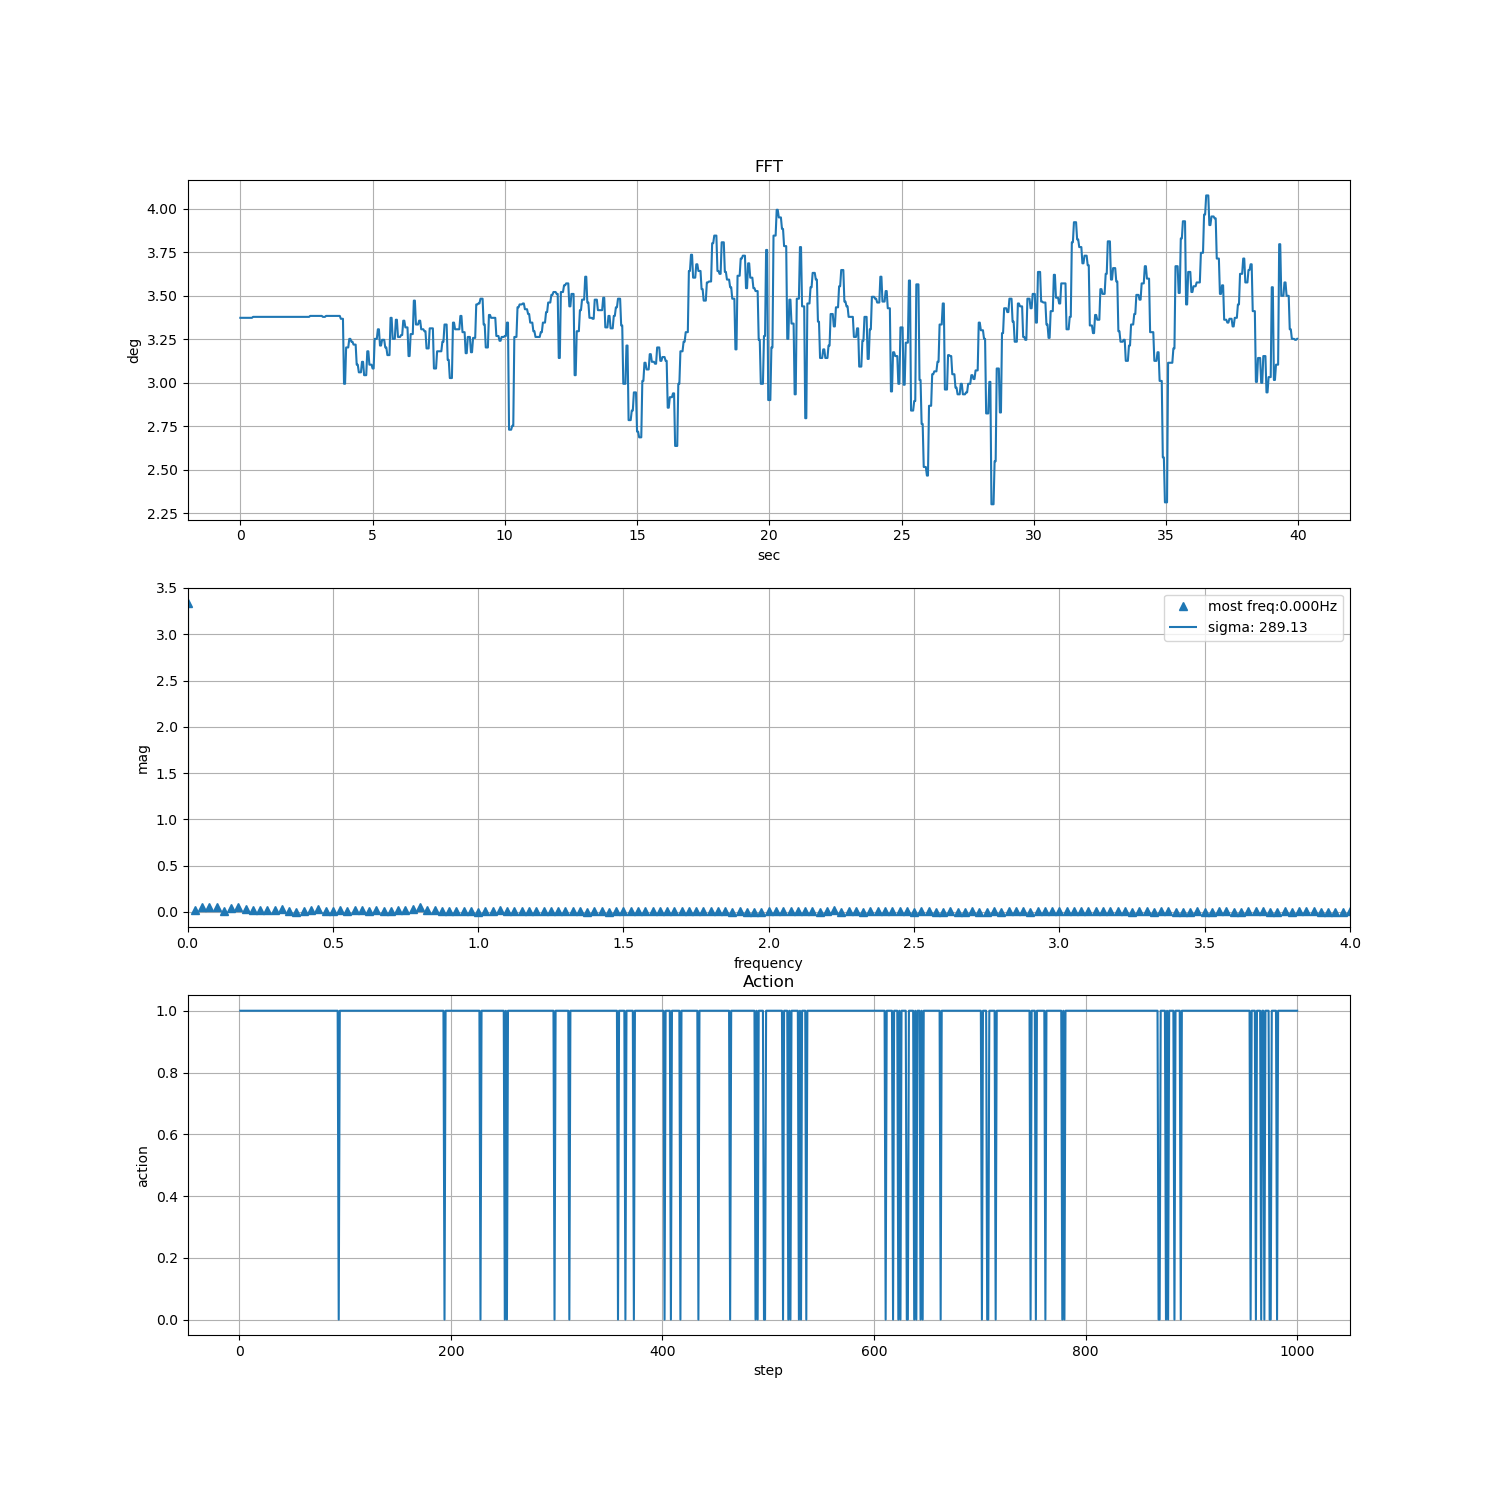 FFT
4.00
3.75
3.50
3.25
3.00
2.75
2.50
2.25
deg
0 5 10 15 20 25 30 35 40
sec
3.5
3.0
2.5
2.0
1.5
1.0
0.5
0.0
mag
most freq:0.000Hz
sigma: 289.13
0.0 0.5 1.0 1.5 2.0 2.5 3.0 3.5 4.0
frequency
Action
1.0
0.8
0.6
0.4
0.2
0.0
action
0 200 400 600 800 1000
step